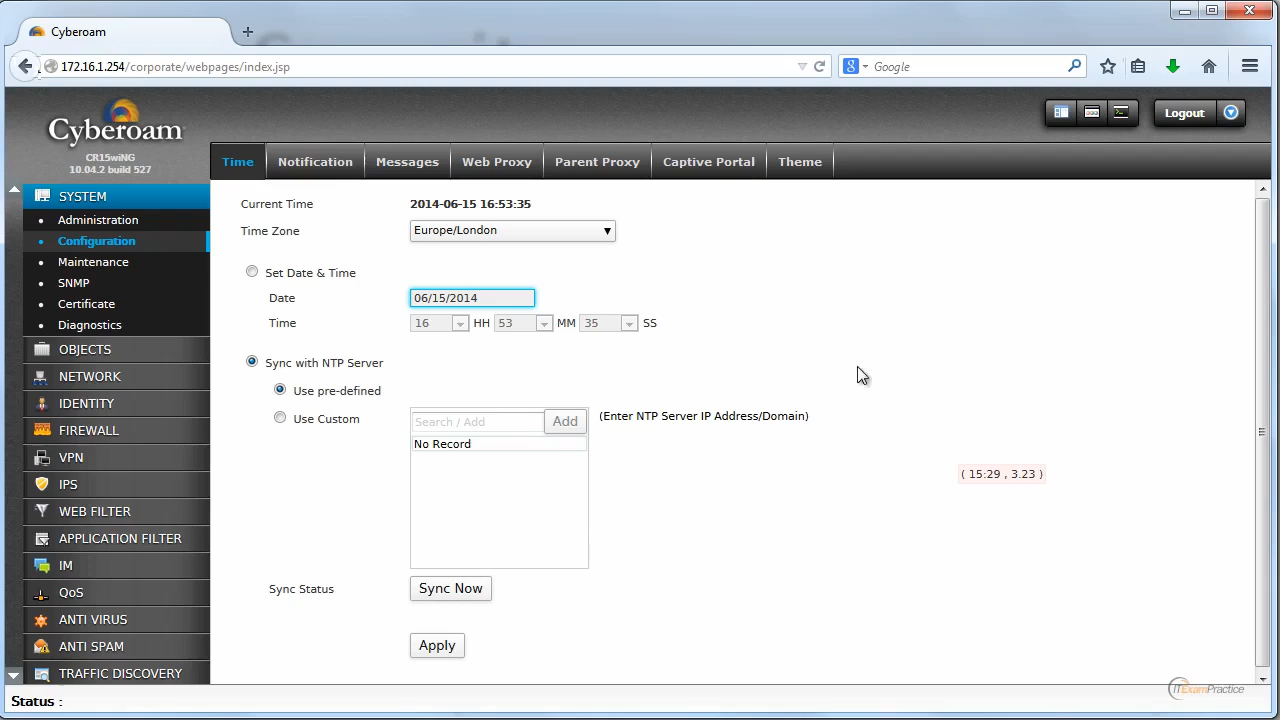 Cyberoam
172.16.1.254/corporate/webpages/index.jsp
Google
Cyberoam
CR15wiNG
10.04.2 build 527
Logout
Time
Notification
Messages
Web Proxy
Parent Proxy
Captive Portal
Theme
SYSTEM
Administration
Configuration
Maintenance
SNMP
Certificate
Diagnostics
OBJECTS
NETWORK
IDENTITY
FIREWALL
VPN
IPS
WEB FILTER
APPLICATION FILTER
IM
QoS
ANTI VIRUS
ANTI SPAM
TRAFFIC DISCOVERY
Current Time 2014-06-15 16:53:35
Time Zone Europe/London
Set Date & Time
Date 06/15/2014
Time 16 HH 53 MM 35 SS
Sync with NTP Server
Use pre-defined
Use Custom Search / Add Add (Enter NTP Server IP Address/Domain)
No Record
( 15:29 , 3.23 )
Sync Status Sync Now
Apply
Status :
ITExamPractice